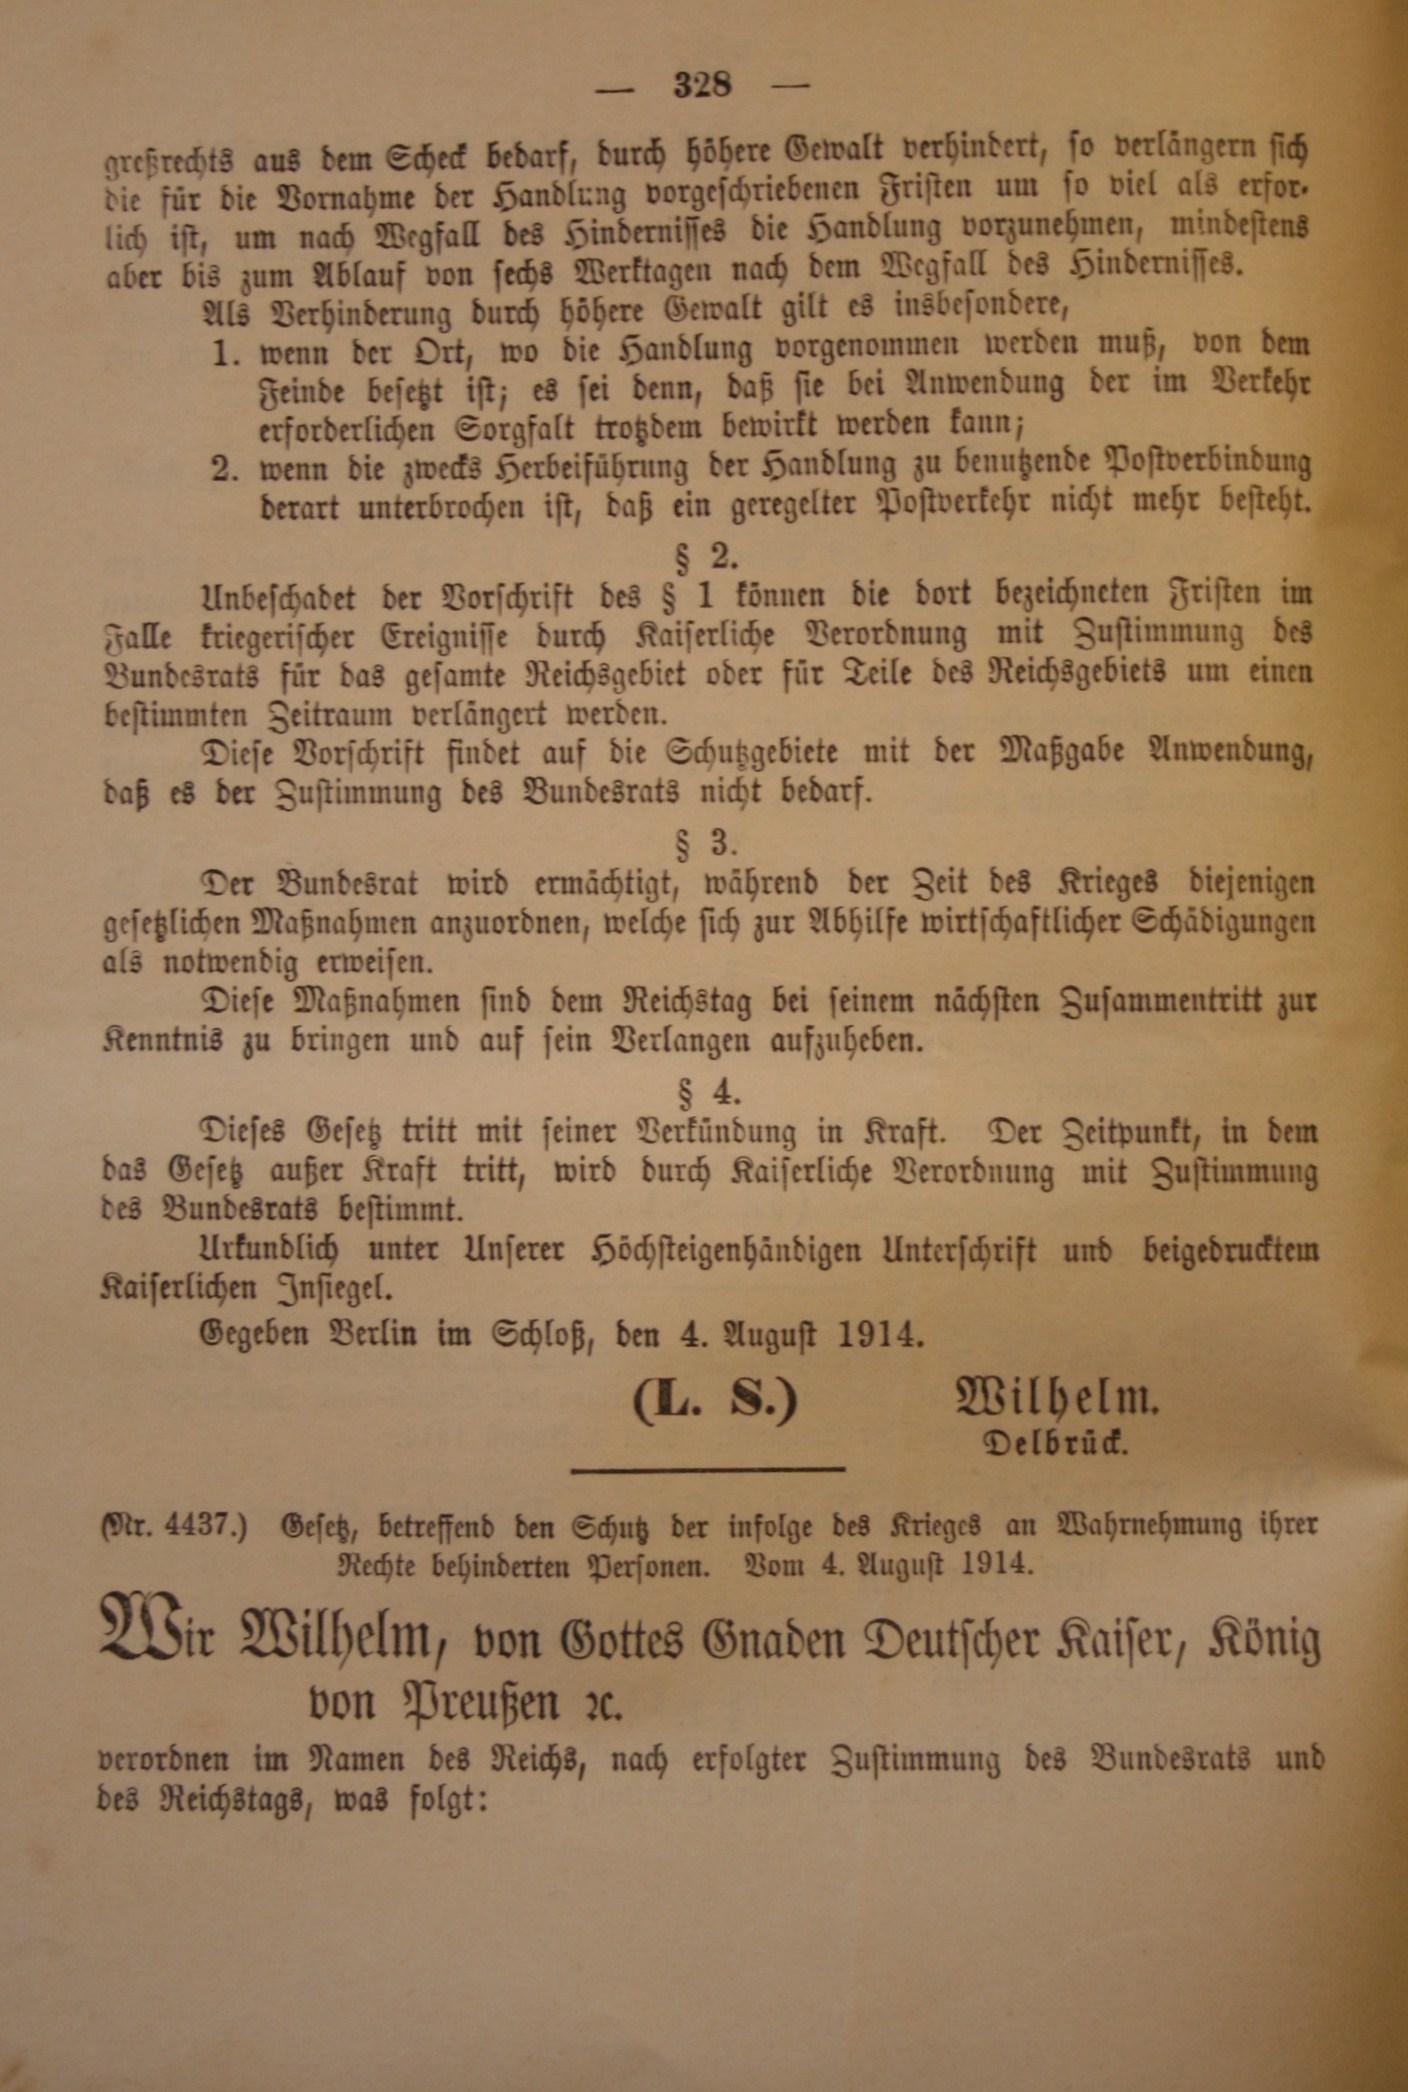 — 328 —
greßrechts aus dem Scheck bedarf, durch höhere Gewalt verhindert, so verlängern sich
die für die Vornahme der Handlung vorgeschriebenen Fristen um so viel als erfor-
lich ist, um nach Wegfall des Hindernisses die Handlung vorzunehmen, mindestens
aber bis zum Ablauf von sechs Werktagen nach dem Wegfall des Hindernisses.
Als Verhinderung durch höhere Gewalt gilt es insbesondere,
1. wenn der Ort, wo die Handlung vorgenommen werden muß, von dem
Feinde besetzt ist; es sei denn, daß sie bei Anwendung der im Verkehr
erforderlichen Sorgfalt trotzdem bewirkt werden kann;
2. wenn die zwecks Herbeiführung der Handlung zu benutzende Postverbindung
derart unterbrochen ist, daß ein geregelter Postverkehr nicht mehr besteht.
§ 2.
Unbeschadet der Vorschrift des § 1 können die dort bezeichneten Fristen im
Falle kriegerischer Ereignisse durch Kaiserliche Verordnung mit Zustimmung des
Bundesrats für das gesamte Reichsgebiet oder für Teile des Reichsgebiets um einen
bestimmten Zeitraum verlängert werden.
Diese Vorschrift findet auf die Schutzgebiete mit der Maßgabe Anwendung,
daß es der Zustimmung des Bundesrats nicht bedarf.
§ 3.
Der Bundesrat wird ermächtigt, während der Zeit des Krieges diejenigen
gesetzlichen Maßnahmen anzuordnen, welche sich zur Abhilfe wirtschaftlicher Schädigungen
als notwendig erweisen.
Diese Maßnahmen sind dem Reichstag bei seinem nächsten Zusammentritt zur
Kenntnis zu bringen und auf sein Verlangen aufzuheben.
§ 4.
Dieses Gesetz tritt mit seiner Verkündung in Kraft. Der Zeitpunkt, in dem
das Gesetz außer Kraft tritt, wird durch Kaiserliche Verordnung mit Zustimmung
des Bundesrats bestimmt.
Urkundlich unter Unserer Höchsteigenhändigen Unterschrift und beigedrucktem
Kaiserlichen Insiegel.
Gegeben Berlin im Schloß, den 4. August 1914.
(L. S.) Wilhelm.
Delbrück.
(Nr. 4437.) Gesetz, betreffend den Schutz der infolge des Krieges an Wahrnehmung ihrer
Rechte behinderten Personen. Vom 4. August 1914.
Wir Wilhelm, von Gottes Gnaden Deutscher Kaiser, König
von Preußen ꝛc.
verordnen im Namen des Reichs, nach erfolgter Zustimmung des Bundesrats und
des Reichstags, was folgt: